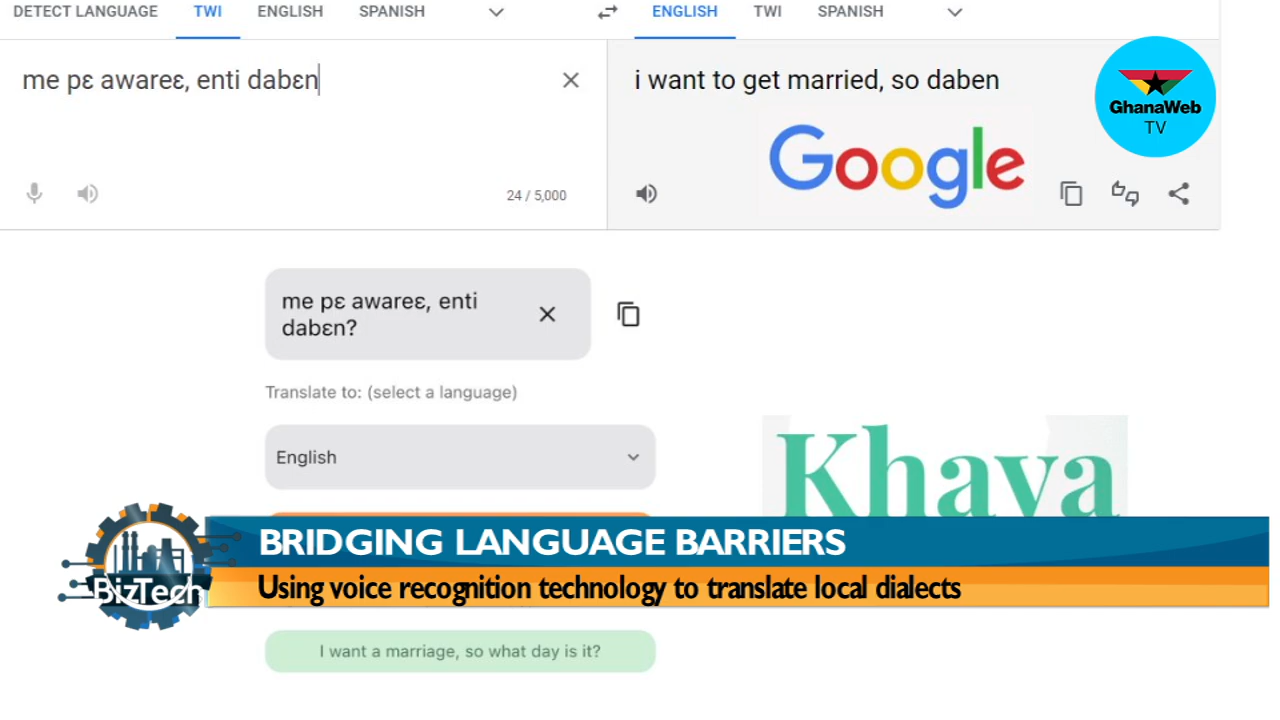 DETECT LANGUAGE TWI ENGLISH SPANISH
ENGLISH TWI SPANISH
me pɛ awareɛ, enti dabɛn
i want to get married, so daben
GhanaWeb
TV
Google
24 / 5,000
me pɛ awareɛ, enti
dabɛn?
Translate to: (select a language)
English
Khaya
BRIDGING LANGUAGE BARRIERS
Using voice recognition technology to translate local dialects
BizTech
I want a marriage, so what day is it?